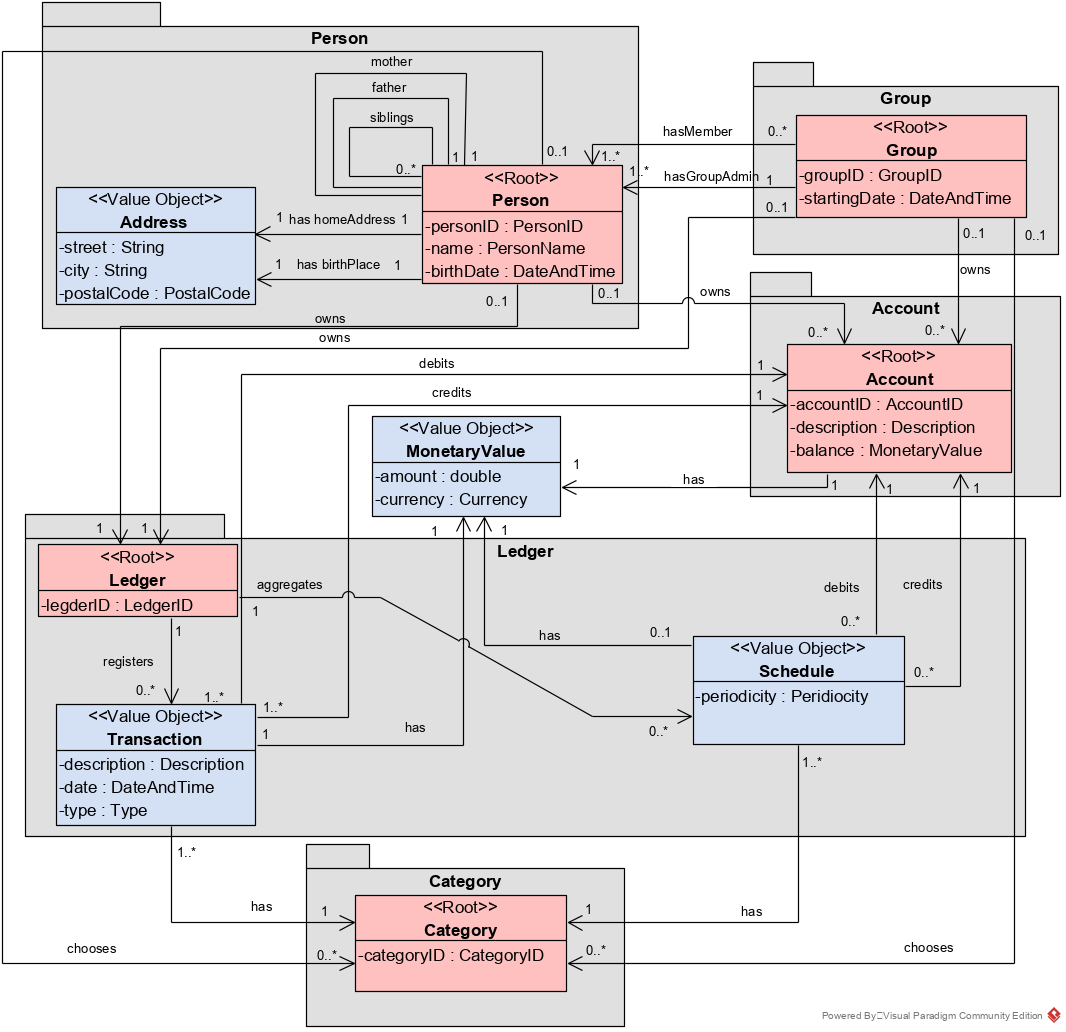 Person
mother
father
siblings
0..*
1
1
0..1
<<Root>>
Person
-personID : PersonID
-name : PersonName
-birthDate : DateAndTime
<<Value Object>>
Address
-street : String
-city : String
-postalCode : PostalCode
1 has homeAddress 1
1 has birthPlace 1
0..1
0..1
owns
owns
owns
Group
<<Root>>
Group
-groupID : GroupID
-startingDate : DateAndTime
hasMember
0..*
1..*
hasGroupAdmin
1..*
1
0..1
0..1
0..1
owns
Account
0..*
0..*
<<Root>>
Account
-accountID : AccountID
-description : Description
-balance : MonetaryValue
debits
1
credits
1
<<Value Object>>
MonetaryValue
-amount : double
-currency : Currency
1
has
1
1
1
1
1
Ledger
1
1
<<Root>>
Ledger
-legderID : LedgerID
aggregates
1
1
registers
0..*
1..*
debits
credits
0..*
has
0..1
<<Value Object>>
Schedule
-periodicity : Peridiocity
0..*
0..*
1..*
<<Value Object>>
Transaction
-description : Description
-date : DateAndTime
-type : Type
1..*
1
has
1..*
Category
<<Root>>
Category
-categoryID : CategoryID
has
1
1
has
chooses
0..*
0..*
chooses
Powered By Visual Paradigm Community Edition